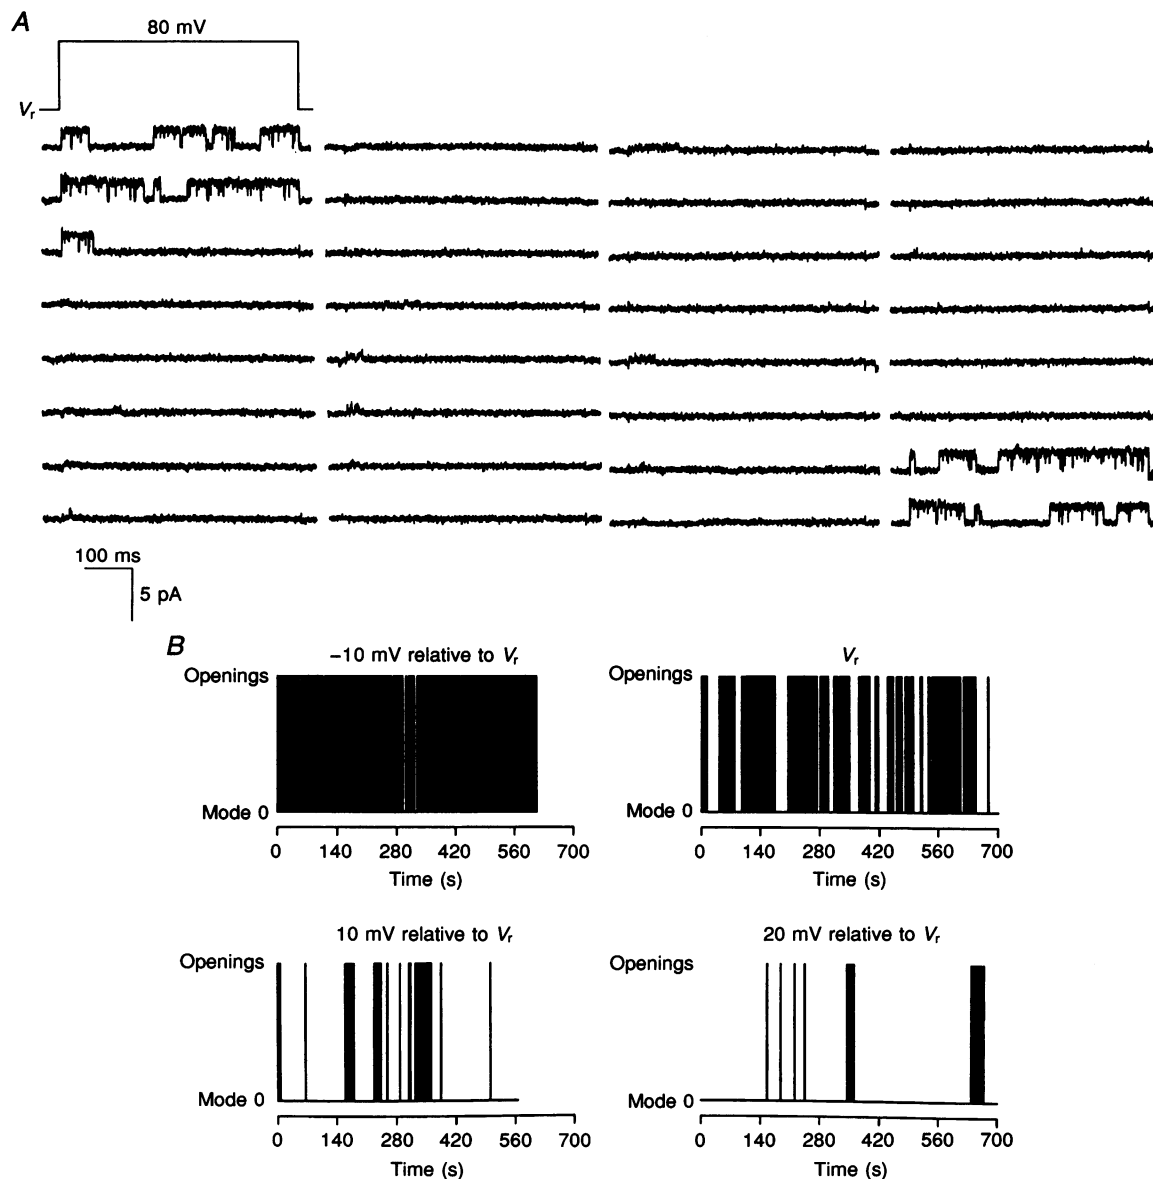 A
80 mV
Vr
100 ms
5 pA
B
−10 mV relative to Vr
Openings
Mode 0
0 140 280 420 560 700
Time (s)
Vr
Openings
Mode 0
0 140 280 420 560 700
Time (s)
10 mV relative to Vr
Openings
Mode 0
0 140 280 420 560 700
Time (s)
20 mV relative to Vr
Openings
Mode 0
0 140 280 420 560 700
Time (s)